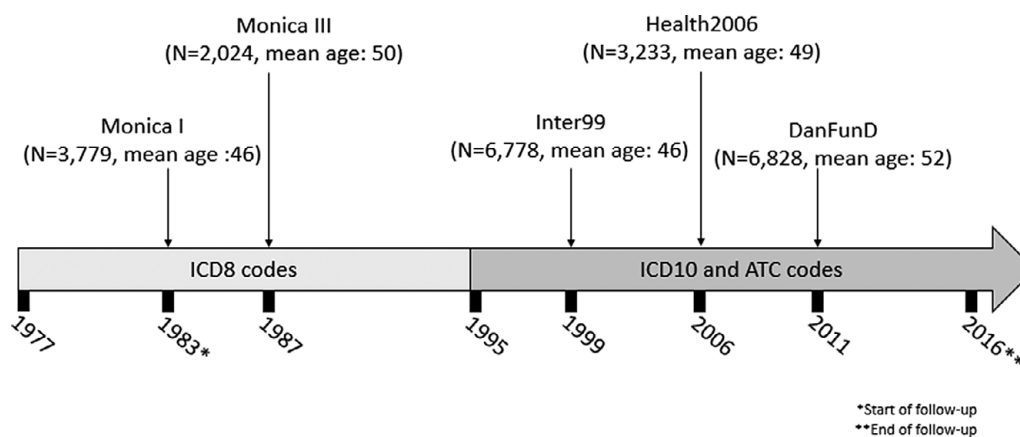 Monica III
(N=2,024, mean age: 50)
Health2006
(N=3,233, mean age: 49)
Monica I
(N=3,779, mean age :46)
Inter99
(N=6,778, mean age: 46)
DanFunD
(N=6,828, mean age: 52)
ICD8 codes
ICD10 and ATC codes
1977
1983*
1987
1995
1999
2006
2011
2016**
*Start of follow-up
**End of follow-up